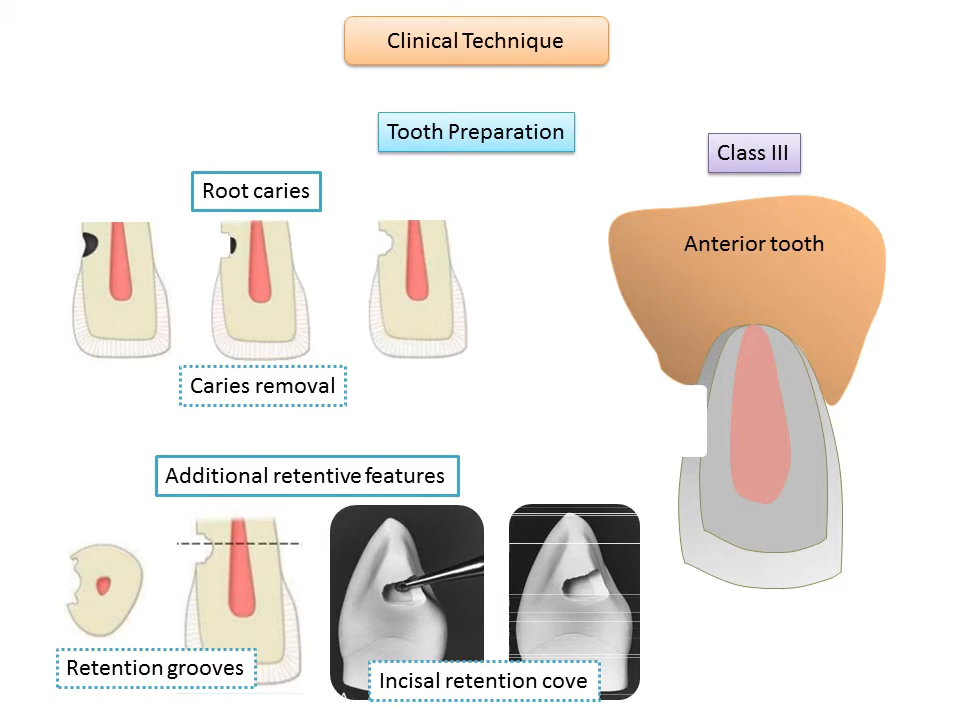 Clinical Technique
Tooth Preparation
Class III
Root caries
Anterior tooth
Caries removal
Additional retentive features
Retention grooves
Incisal retention cove
A